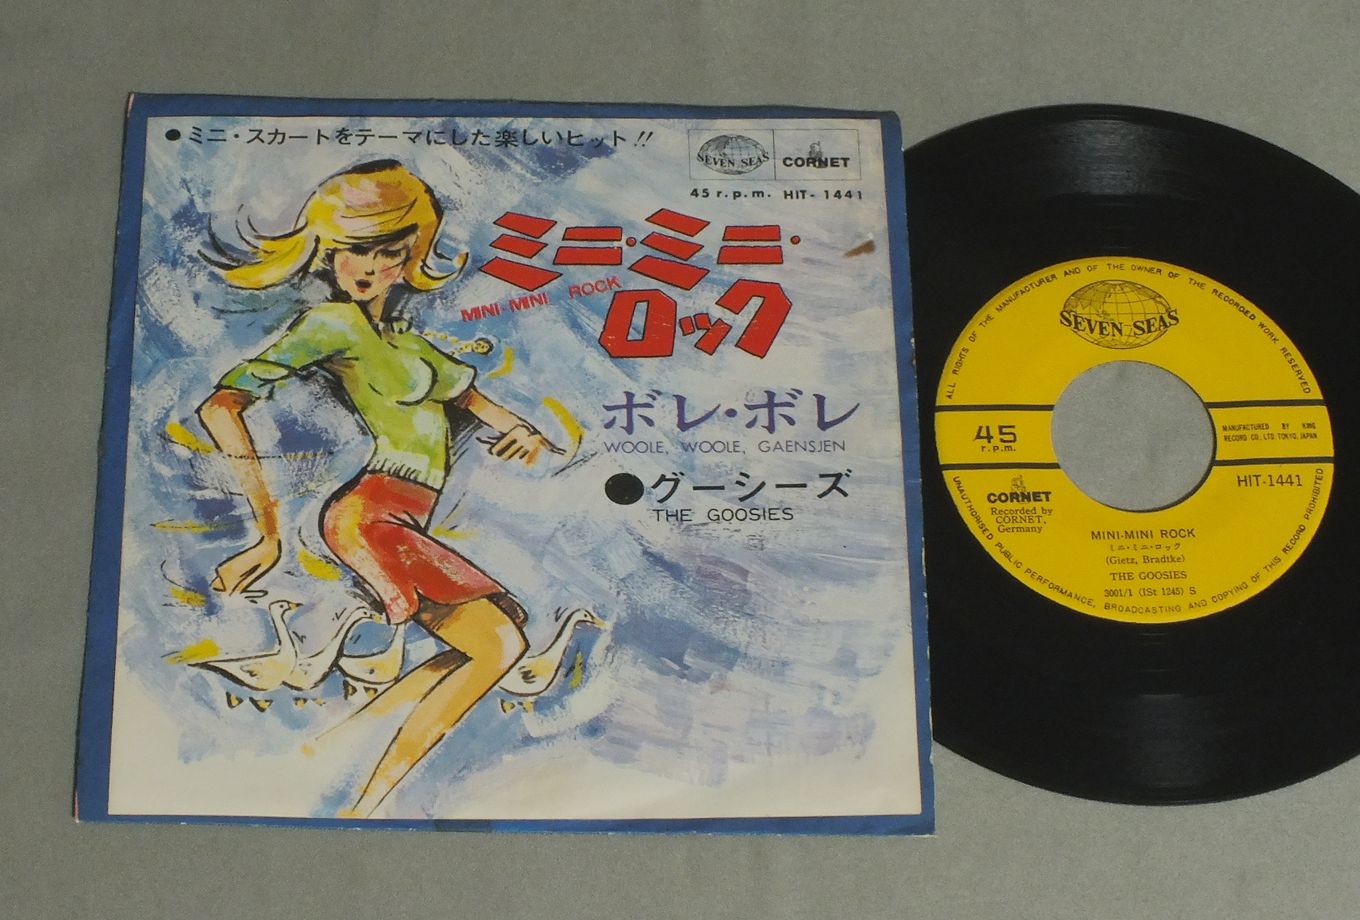 ●ミニ・スカートをテーマにした楽しいヒット!!
SEVEN SEAS
CORNET
45 r.p.m. HIT-1441
ミニ・ミニ・
MINI-MINI ROCK
ロック
ボレ・ボレ
WOOLE, WOOLE, GAENSJEN
●グーシーズ
THE GOOSIES
ALL RIGHTS OF THE MANUFACTURER AND OF THE OWNER OF THE RECORDED WORK RESERVED
SEVEN SEAS
45
r.p.m.
MANUFACTURED BY KING
RECORD CO., LTD. TOKYO, JAPAN
HIT-1441
CORNET
Recorded by
CORNET,
Germany
MINI-MINI ROCK
ミニ・ミニ・ロック
(Gietz, Bradtke)
THE GOOSIES
3001/1 (ISt 1245) S
UNAUTHORISED PUBLIC PERFORMANCE, BROADCASTING AND COPYING OF THIS RECORD PROHIBITED